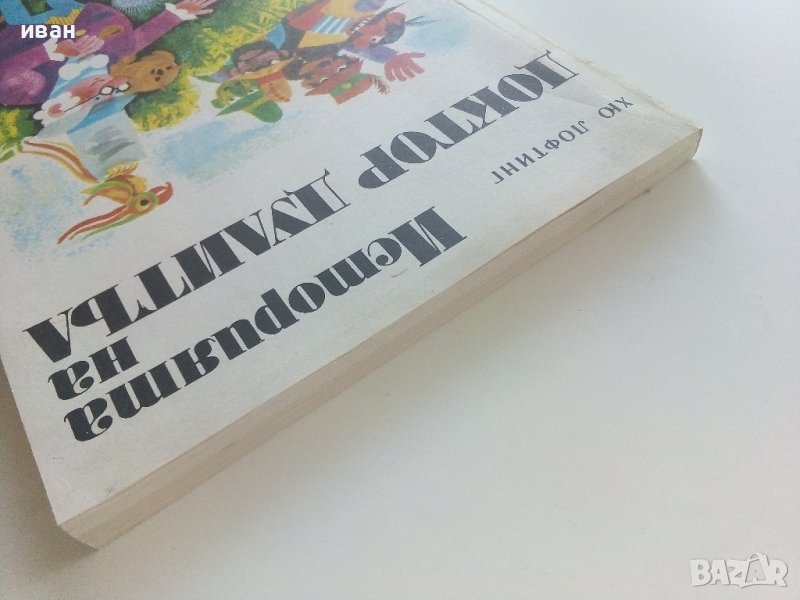 иван
ХЮ ЛОФТИНГ
Историята
на
ДОКТОР ДУЛИТЪЛ
BAZAR